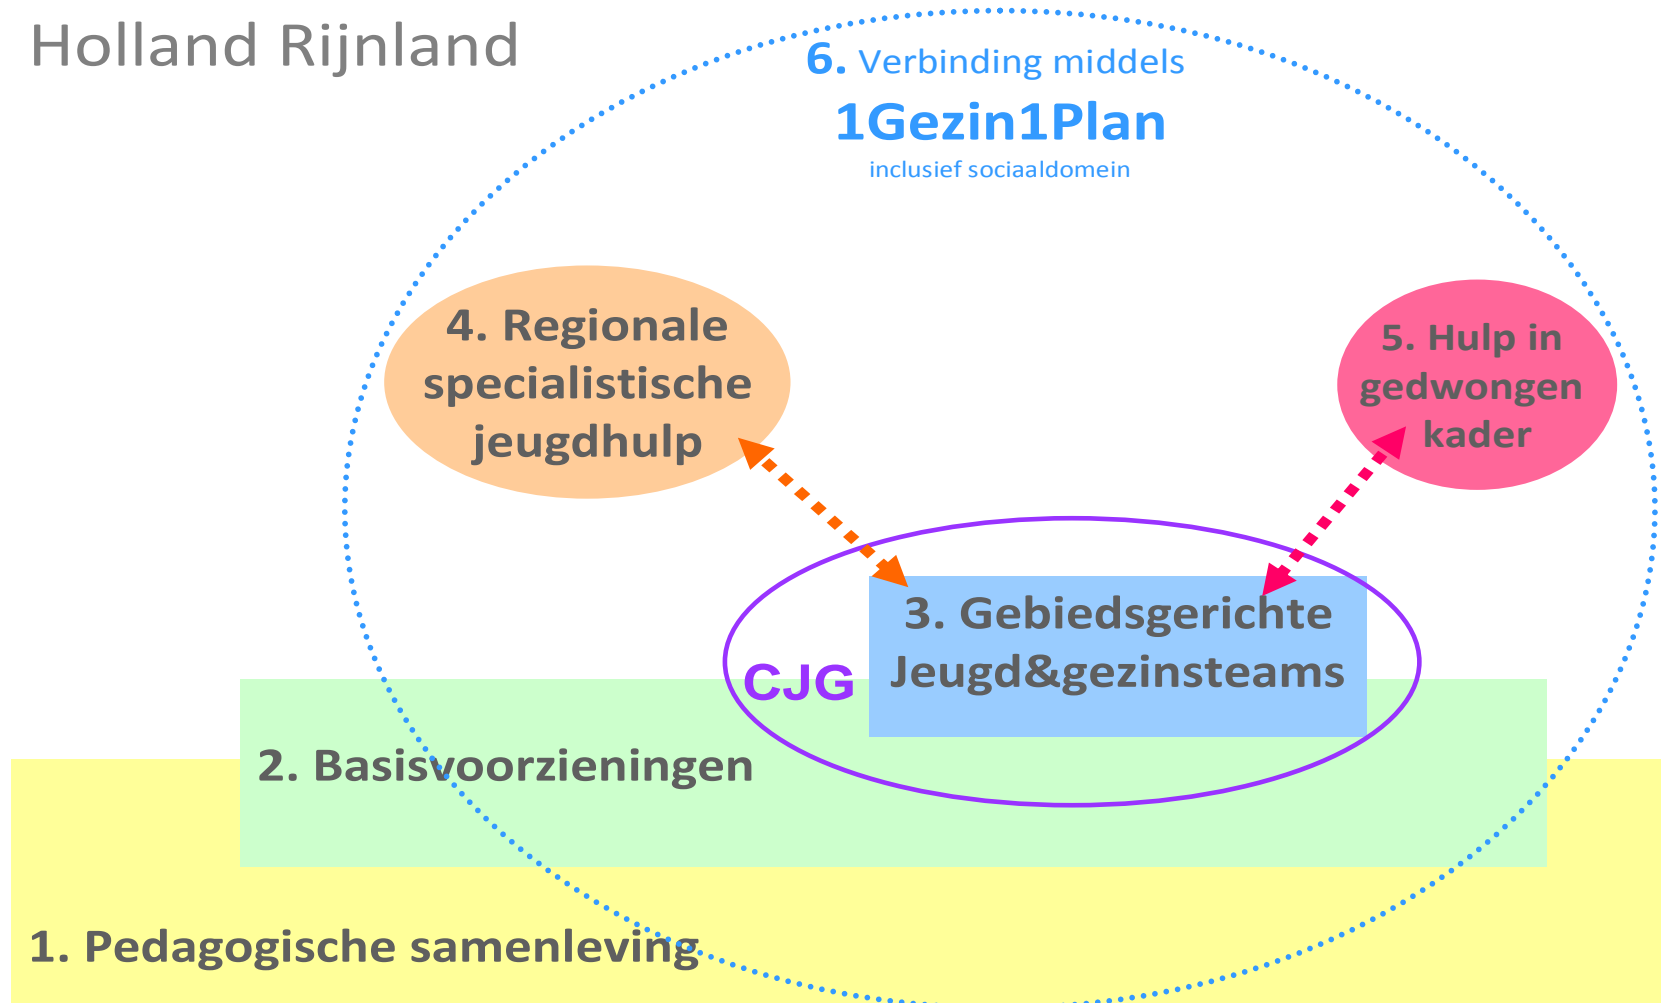 Holland Rijnland
6. Verbinding middels
1Gezin1Plan
inclusief sociaaldomein
4. Regionale
specialistische
jeugdhulp
5. Hulp in
gedwongen
kader
3. Gebiedsgerichte
Jeugd&gezinsteams
CJG
2. Basisvoorzieningen
1. Pedagogische samenleving